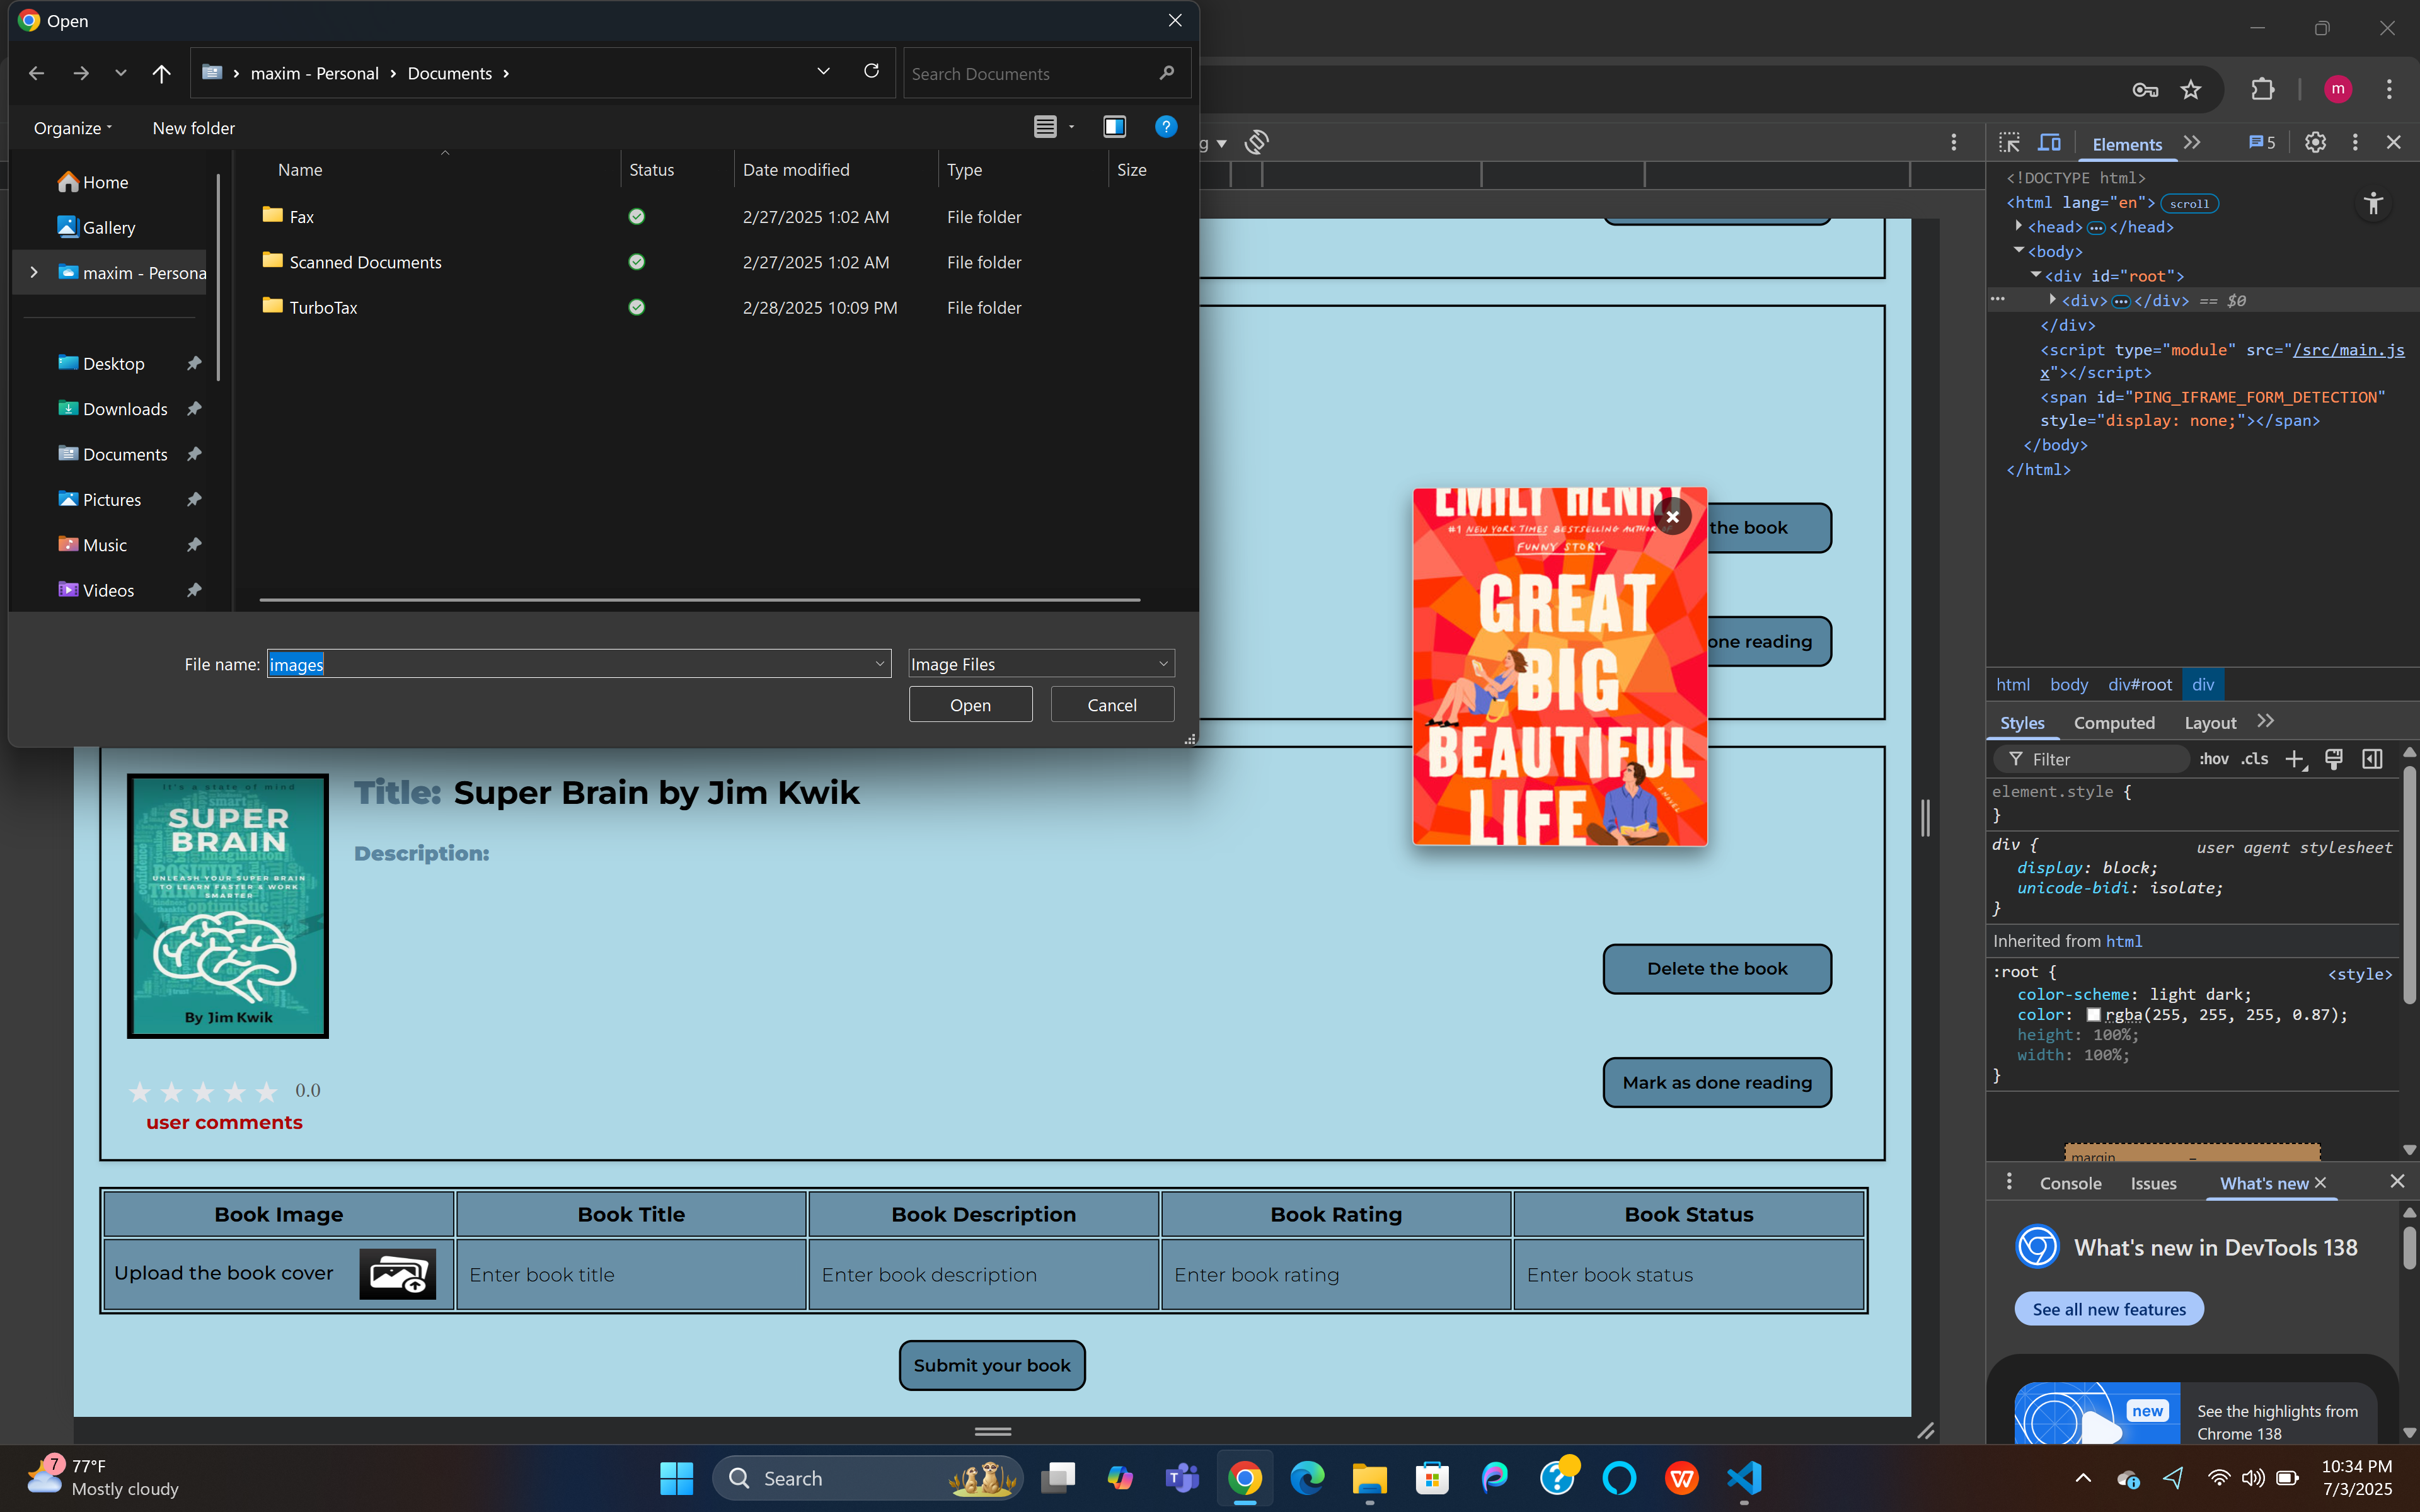 Open
maxim - Personal > Documents >
Search Documents
Organize
New folder
Name
Status
Date modified
Type
Size
Home
Gallery
maxim - Persona
Desktop
Downloads
Documents
Pictures
Music
Videos
Fax
2/27/2025 1:02 AM
File folder
Scanned Documents
2/27/2025 1:02 AM
File folder
TurboTax
2/28/2025 10:09 PM
File folder
File name:
images
Image Files
Open
Cancel
m
g
Elements
5
<!DOCTYPE html>
<html lang="en">
scroll
<head>
</head>
<body>
<div id="root">
<div>
</div> == $0
</div>
<script type="module" src="/src/main.js
x"></script>
<span id="PING_IFRAME_FORM_DETECTION"
style="display: none;"></span>
</body>
</html>
html body div#root div
Styles Computed Layout
Filter
:hov .cls
element.style {
}
div {
user agent stylesheet
display: block;
unicode-bidi: isolate;
}
Inherited from html
:root {
<style>
color-scheme: light dark;
color: rgba(255, 255, 255, 0.87);
height: 100%;
width: 100%;
}
margin
–
Console Issues What's new
What's new in DevTools 138
See all new features
new
See the highlights from
Chrome 138
EMILY HENRY
#1 NEW YORK TIMES BESTSELLING AUTHOR
FUNNY STORY
GREAT
BIG
BEAUTIFUL
LIFE
A NOVEL
the book
one reading
It's a state of mind
SUPER
BRAIN
UNLEASH YOUR SUPER BRAIN
TO LEARN FASTER & WORK
SMARTER
By Jim Kwik
Title: Super Brain by Jim Kwik
Description:
Delete the book
Mark as done reading
0.0
user comments
Book Image
Book Title
Book Description
Book Rating
Book Status
Upload the book cover
Enter book title
Enter book description
Enter book rating
Enter book status
Submit your book
7
77°F
Mostly cloudy
Search
10:34 PM
7/3/2025